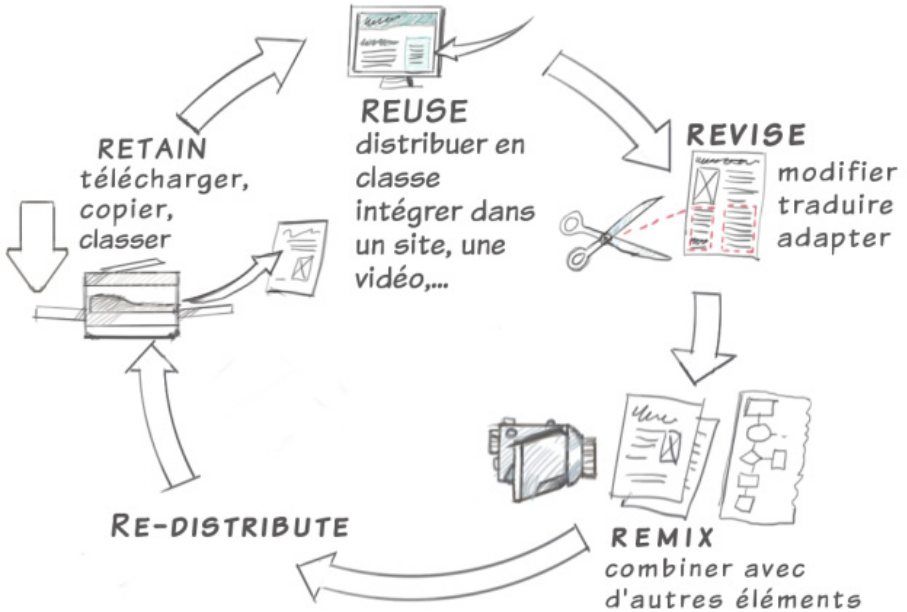 RETAIN
télécharger,
copier,
classer
REUSE
distribuer en
classe
intégrer dans
un site, une
vidéo,...
REVISE
modifier
traduire
adapter
REMIX
combiner avec
d'autres éléments
RE-DISTRIBUTE